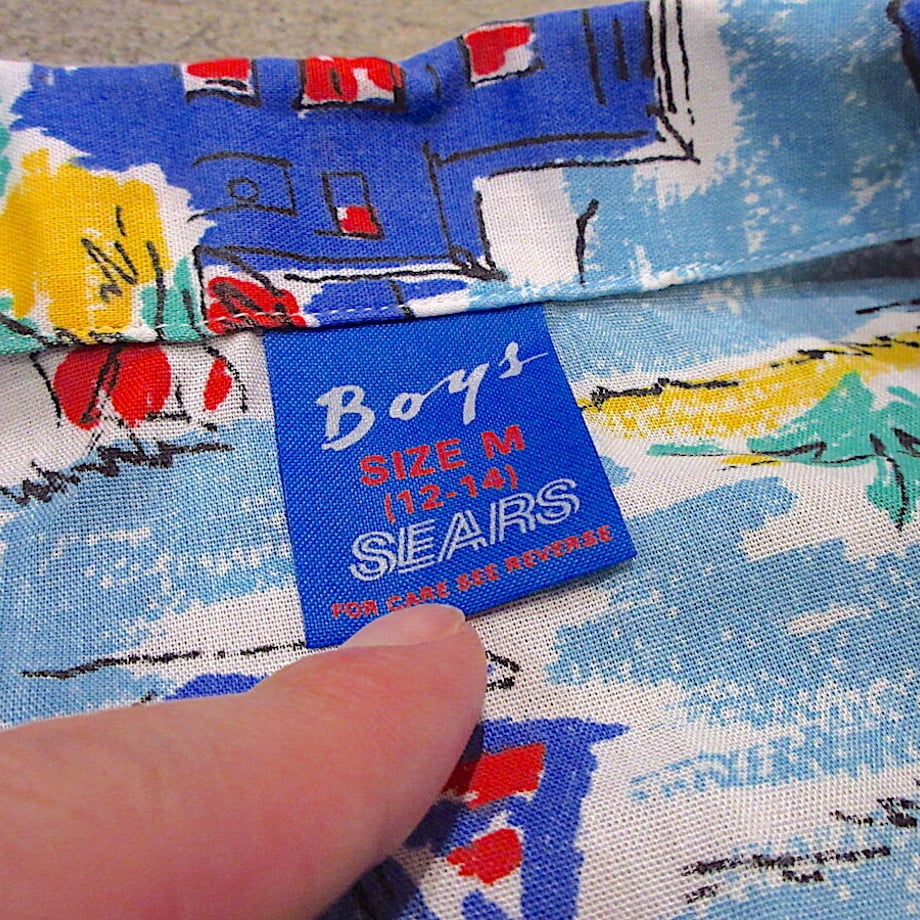 Boys
SIZE M
(12-14)
SEARS
FOR CARE SEE REVERSE